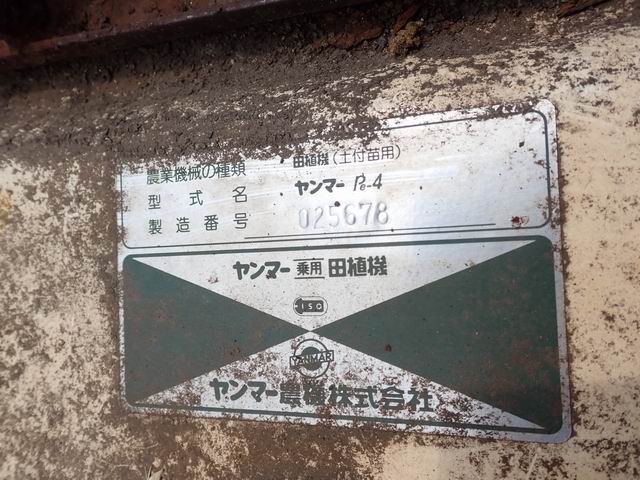 農業機械の種類 田植機(土付苗用)
型式名 ヤンマー Pe-4
製造番号 025678
ヤンマー 乗用 田植機
ISO
YANMAR
ヤンマー農機株式会社